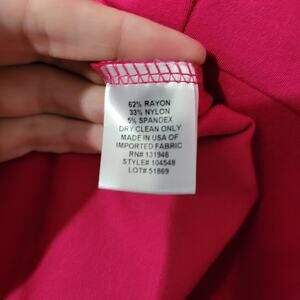 62% RAYON
33% NYLON
5% SPANDEX
DRY CLEAN ONLY
MADE IN USA OF
IMPORTED FABRIC
RN# 131946
STYLE# 104548
LOT# 51869